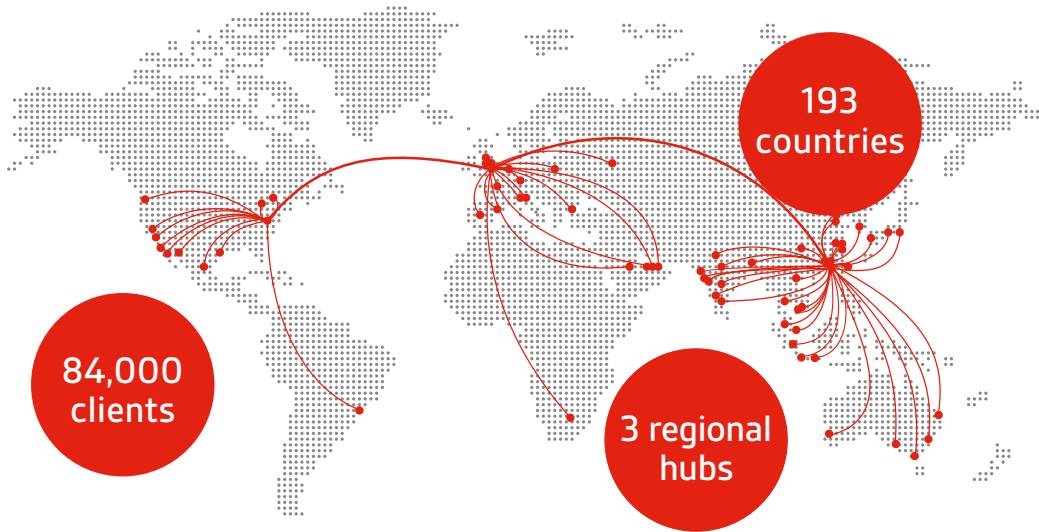 193
countries
84,000
clients
3 regional
hubs